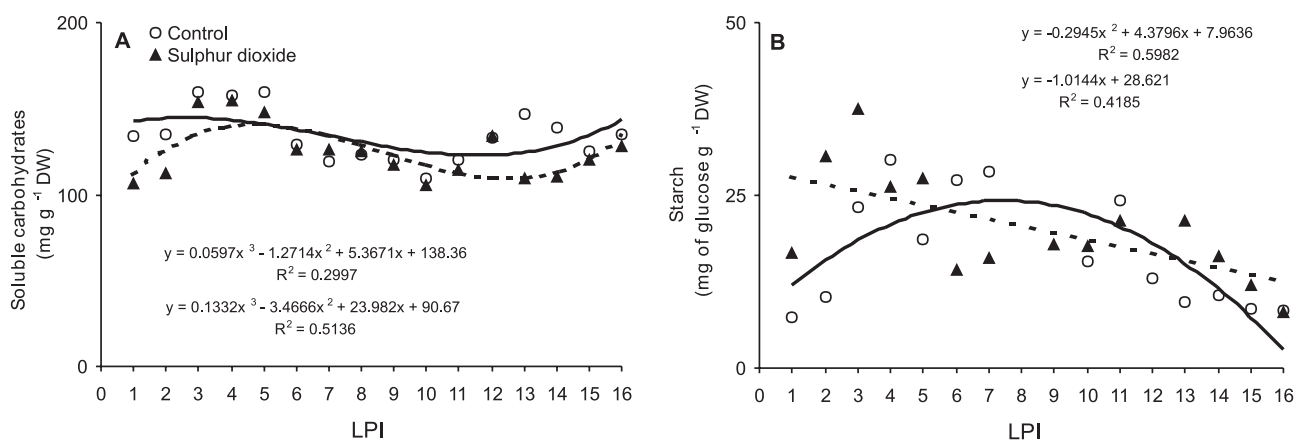 200
A
Control
Sulphur dioxide
Soluble carbohydrates
(mg g -1 DW)
100
y = 0.0597x 3 - 1.2714x 2 + 5.3671x + 138.36
R2 = 0.2997
y = 0.1332x 3 - 3.4666x 2 + 23.982x + 90.67
R2 = 0.5136
0
0 1 2 3 4 5 6 7 8 9 10 11 12 13 14 15 16
LPI
50
B
y = -0.2945x 2 + 4.3796x + 7.9636
R2 = 0.5982
y = -1.0144x + 28.621
R2 = 0.4185
Starch
(mg of glucose g -1 DW)
25
0
0 1 2 3 4 5 6 7 8 9 10 11 12 13 14 15 16
LPI